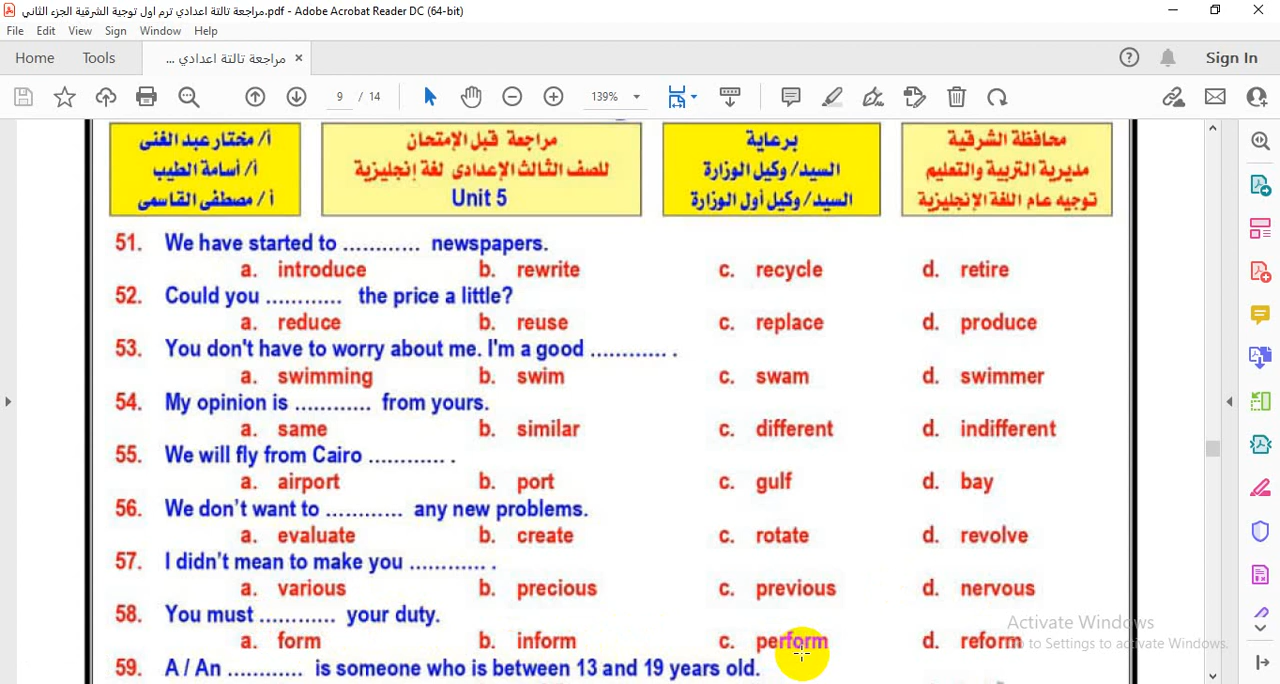 مراجعة تالتة اعدادي ترم اول توجية الشرقية الجزء الثاني.pdf - Adobe Acrobat Reader DC (64-bit)
File Edit View Sign Window Help
Home Tools مراجعة تالتة اعدادي ... × Sign In
9 / 14 139%
محافظة الشرقية
مديرية التربية والتعليم
توجيه عام اللغة الإنجليزية
برعاية
السيد/ وكيل الوزارة
السيد/ وكيل أول الوزارة
مراجعة قبل الإمتحان
للصف الثالث الإعدادى لغة إنجليزية
Unit 5
أ/ مختار عبد الغنى
أ/ أسامة الطيب
أ/ مصطفى القاسمى
51. We have started to ............ newspapers.
a. introduce b. rewrite c. recycle d. retire
52. Could you ............ the price a little?
a. reduce b. reuse c. replace d. produce
53. You don't have to worry about me. I'm a good ............ .
a. swimming b. swim c. swam d. swimmer
54. My opinion is ............ from yours.
a. same b. similar c. different d. indifferent
55. We will fly from Cairo ............ .
a. airport b. port c. gulf d. bay
56. We don't want to ............ any new problems.
a. evaluate b. create c. rotate d. revolve
57. I didn't mean to make you ............ .
a. various b. precious c. previous d. nervous
58. You must ............ your duty.
a. form b. inform c. perform d. reform
59. A / An ............ is someone who is between 13 and 19 years old.
Activate Windows
to Settings to activate Windows.